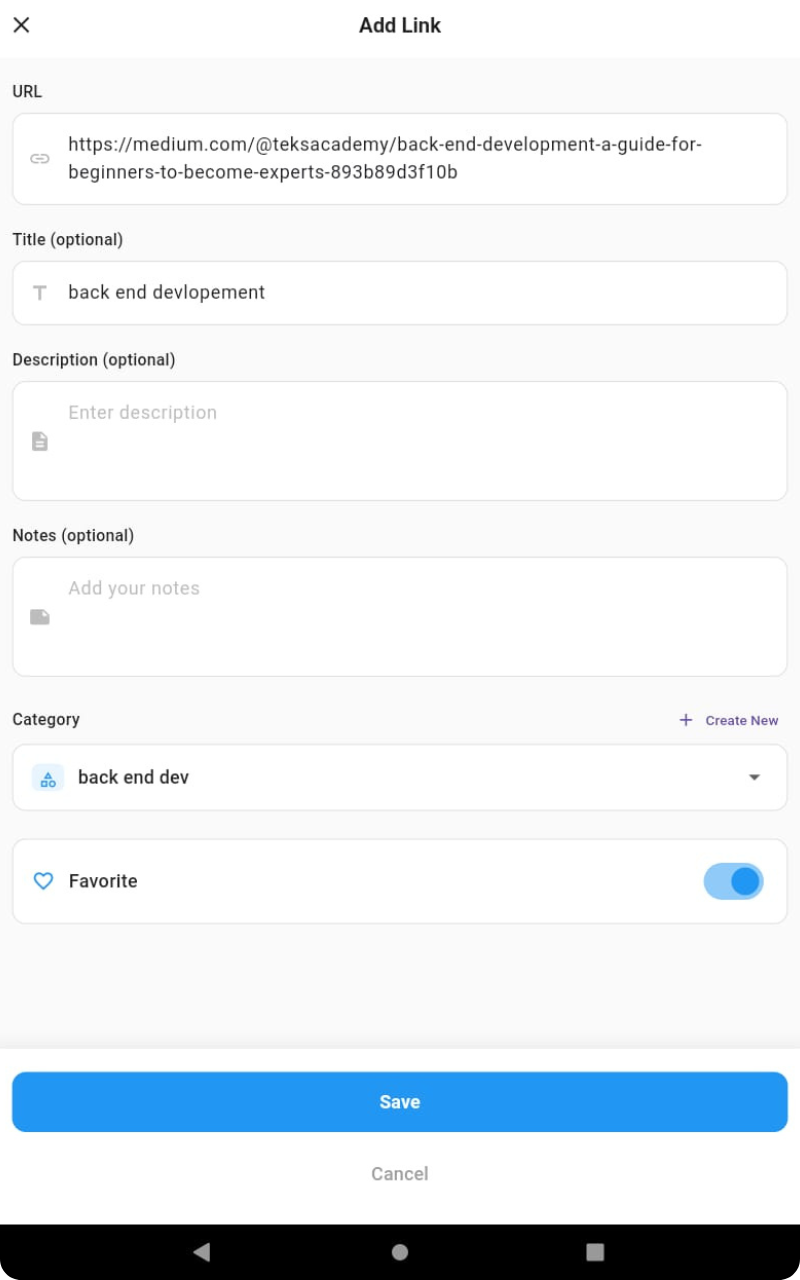 Add Link
URL
https://medium.com/@teksacademy/back-end-development-a-guide-for-
beginners-to-become-experts-893b89d3f10b
Title (optional)
back end devlopement
Description (optional)
Enter description
Notes (optional)
Add your notes
Category
Create New
back end dev
Favorite
Save
Cancel